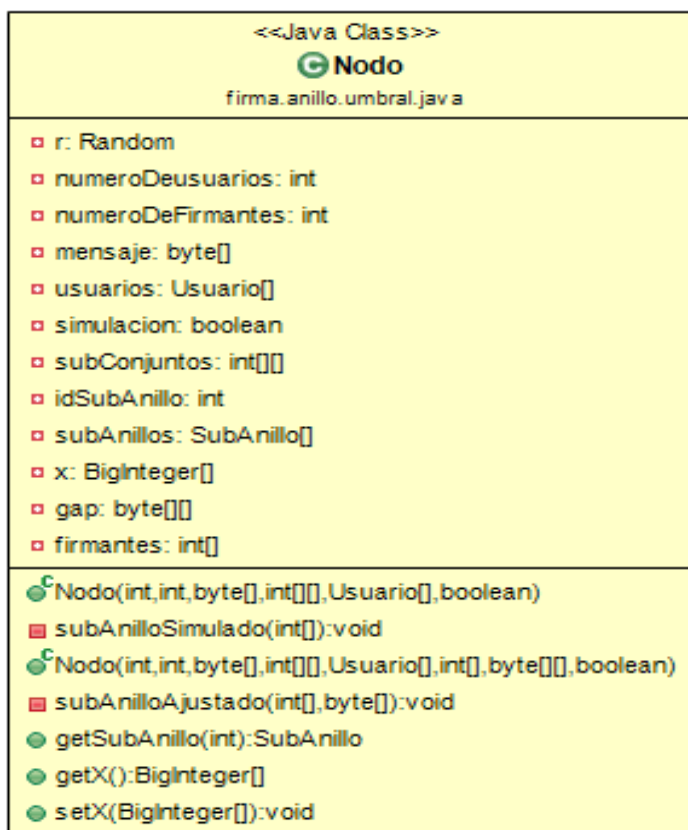 <<Java Class>>
Nodo
firma.anillo.umbral.java
r: Random
numeroDeusuarios: int
numeroDeFirmantes: int
mensaje: byte[]
usuarios: Usuario[]
simulacion: boolean
subConjuntos: int[][]
idSubAnillo: int
subAnillos: SubAnillo[]
x: BigInteger[]
gap: byte[][]
firmantes: int[]
Nodo(int,int,byte[],int[][],Usuario[],boolean)
subAnilloSimulado(int[]):void
Nodo(int,int,byte[],int[][],Usuario[],int[],byte[][],boolean)
subAnilloAjustado(int[],byte[]):void
getSubAnillo(int):SubAnillo
getX():BigInteger[]
setX(BigInteger[]):void